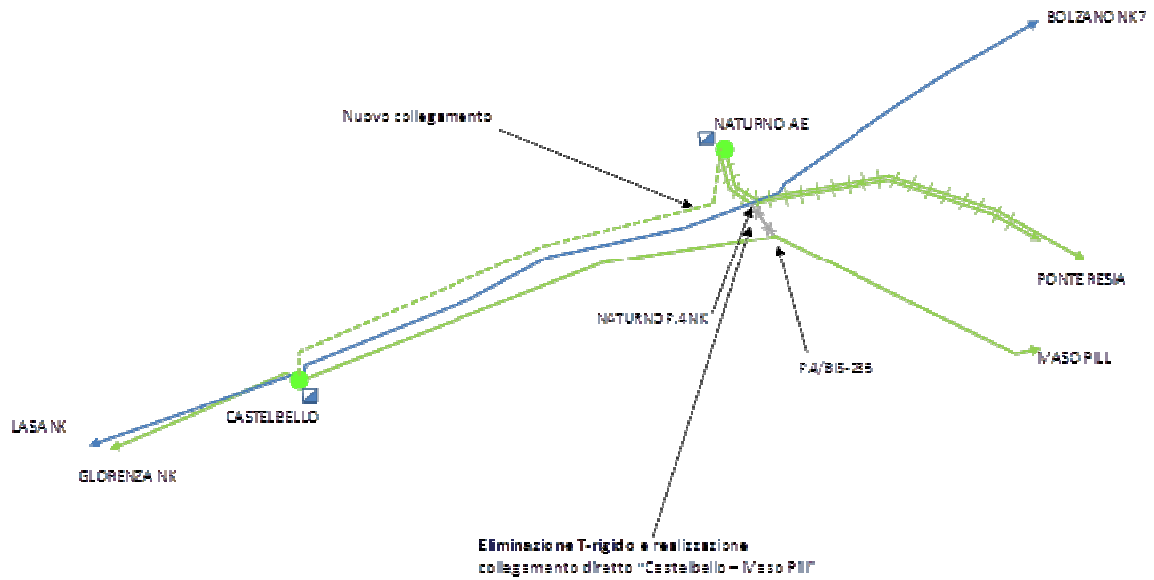 BOLZANO NK7
Nuovo collegamento
NATURNO AE
PONTE RESIA
NATURNO P.4 NK
MASO PILL
P.A/BIS-235
CASTELBELLO
LASA NK
GLORENZA NK
Eliminazione T-rigido e realizzazione
collegamento diretto "Castelbello – Maso Pill"